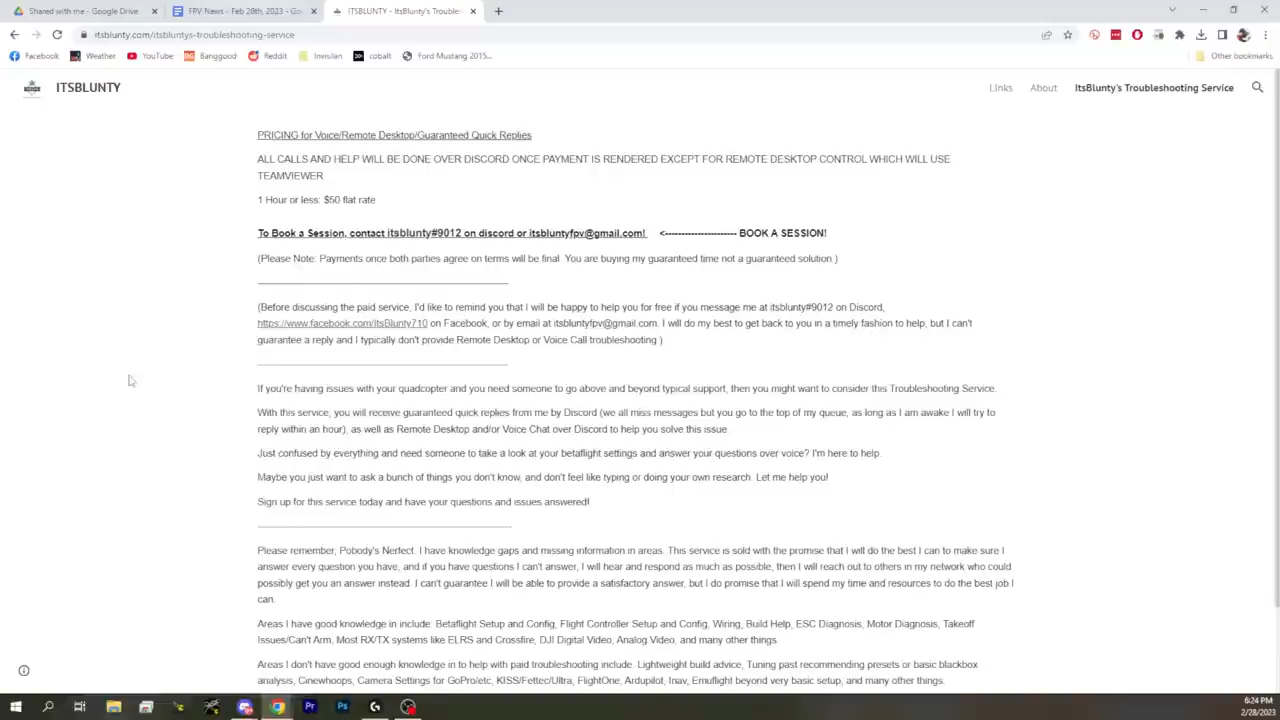 Shared with me - Google Drive
FPV News - Feb 28th, 2023 - Go
ITSBLUNTY - ItsBlunty's Troubles
itsblunty.com/itsbluntys-troubleshooting-service
Facebook Weather YouTube Banggood Reddit Invisilan cobalt Ford Mustang 2015... Other bookmarks
ITSBLUNTY
Links About ItsBlunty's Troubleshooting Service
PRICING for Voice/Remote Desktop/Guaranteed Quick Replies
ALL CALLS AND HELP WILL BE DONE OVER DISCORD ONCE PAYMENT IS RENDERED EXCEPT FOR REMOTE DESKTOP CONTROL WHICH WILL USE
TEAMVIEWER
1 Hour or less: $50 flat rate
To Book a Session, contact itsblunty#9012 on discord or itsbluntyfpv@gmail.com! <---------------------- BOOK A SESSION!
(Please Note: Payments once both parties agree on terms will be final. You are buying my guaranteed time not a guaranteed solution.)
(Before discussing the paid service, I'd like to remind you that I will be happy to help you for free if you message me at itsblunty#9012 on Discord,
https://www.facebook.com/ItsBlunty710 on Facebook, or by email at itsbluntyfpv@gmail.com. I will do my best to get back to you in a timely fashion to help, but I can't
guarantee a reply and I typically don't provide Remote Desktop or Voice Call troubleshooting.)
If you're having issues with your quadcopter and you need someone to go above and beyond typical support, then you might want to consider this Troubleshooting Service.
With this service, you will receive guaranteed quick replies from me by Discord (we all miss messages but you go to the top of my queue, as long as I am awake I will try to
reply within an hour), as well as Remote Desktop and/or Voice Chat over Discord to help you solve this issue.
Just confused by everything and need someone to take a look at your betaflight settings and answer your questions over voice? I'm here to help.
Maybe you just want to ask a bunch of things you don't know, and don't feel like typing or doing your own research. Let me help you!
Sign up for this service today and have your questions and issues answered!
Please remember, Pobody's Nerfect. I have knowledge gaps and missing information in areas. This service is sold with the promise that I will do the best I can to make sure I
answer every question you have, and if you have questions I can't answer, I will hear and respond as much as possible, then I will reach out to others in my network who could
possibly get you an answer instead. I can't guarantee I will be able to provide a satisfactory answer, but I do promise that I will spend my time and resources to do the best job I
can.
Areas I have good knowledge in include: Betaflight Setup and Config, Flight Controller Setup and Config, Wiring, Build Help, ESC Diagnosis, Motor Diagnosis, Takeoff
Issues/Can't Arm, Most RX/TX systems like ELRS and Crossfire, DJI Digital Video, Analog Video, and many other things.
Areas I don't have good enough knowledge in to help with paid troubleshooting include: Lightweight build advice, Tuning past recommending presets or basic blackbox
analysis, Cinewhoops, Camera Settings for GoPro/etc, KISS/Fettec/Ultra, FlightOne, Ardupilot, Inav, Emuflight beyond very basic setup, and many other things.
6:24 PM
2/28/2023